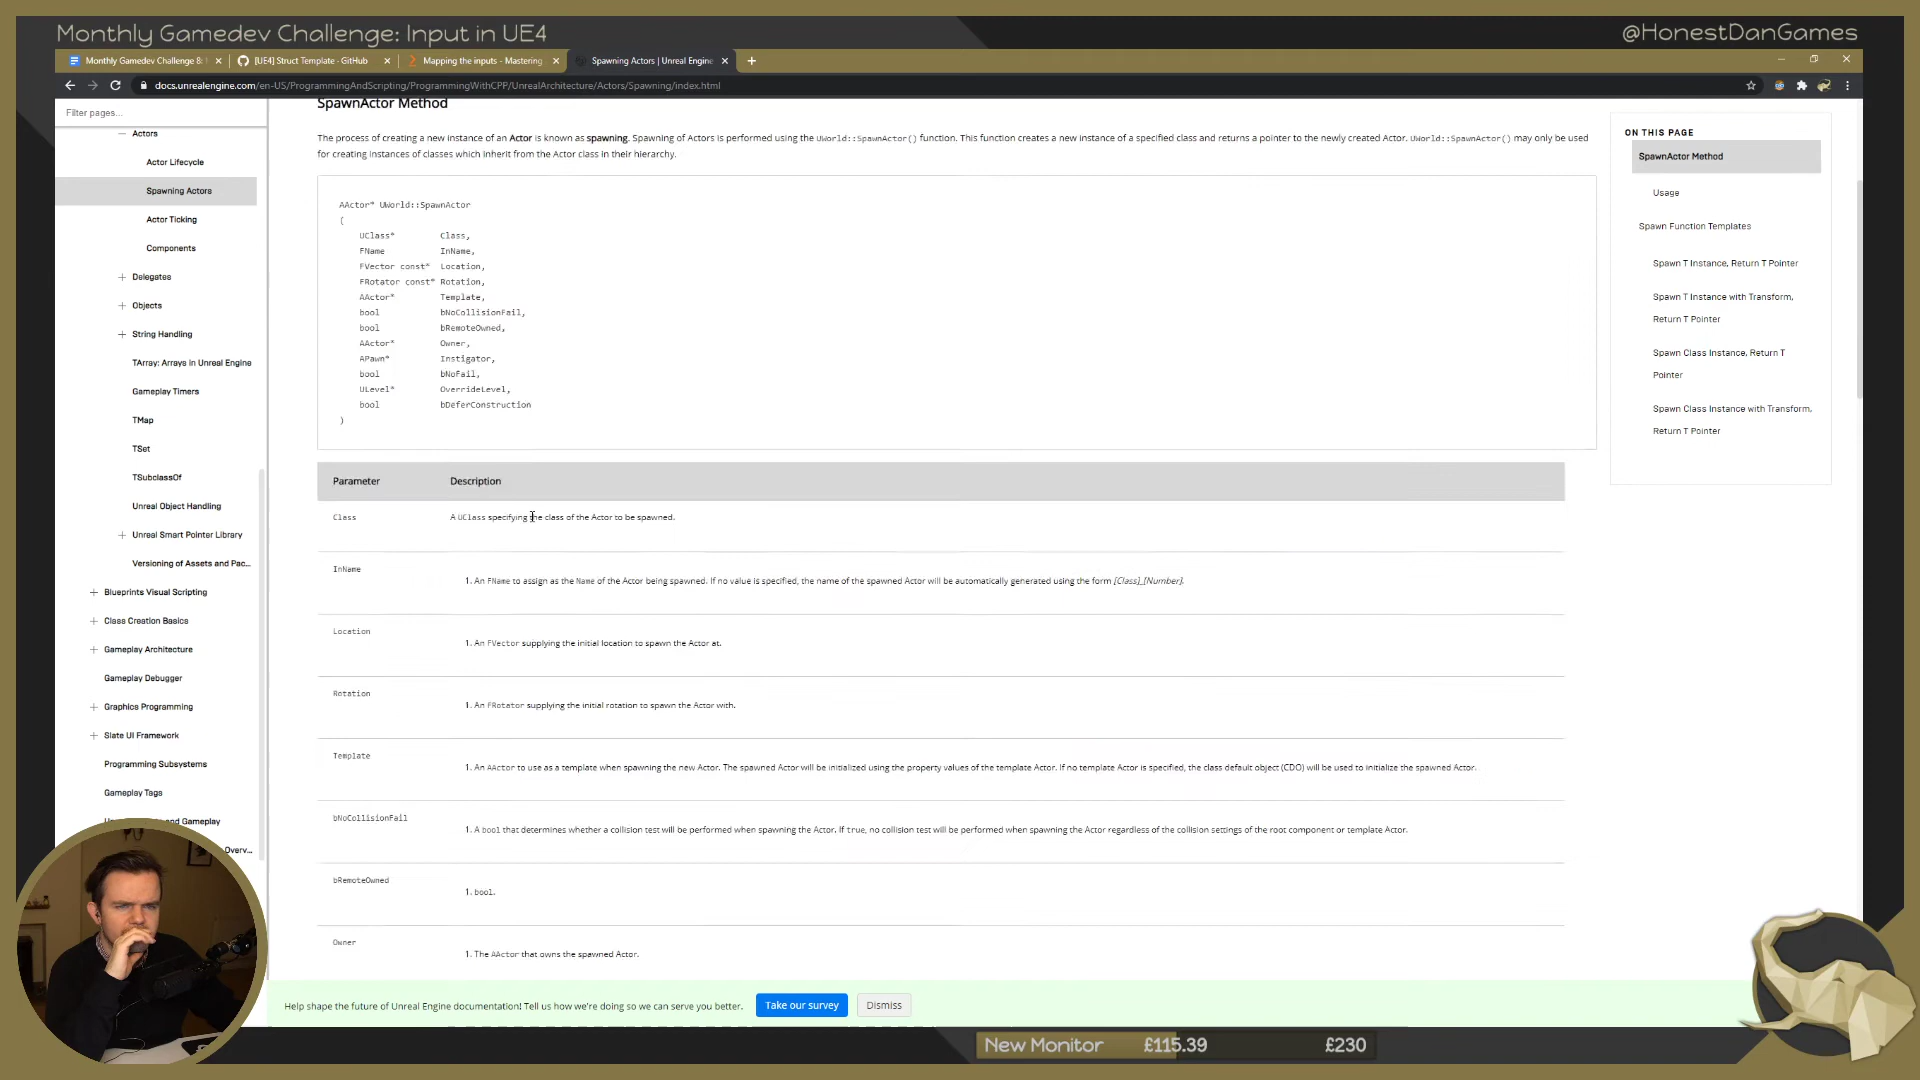 Monthly Gamedev Challenge: Input in UE4
@HonestDanGames
Monthly Gamedev Challenge 8:
[UE4] Struct Template - GitHub
Mapping the inputs - Mastering
Spawning Actors | Unreal Engine
docs.unrealengine.com/en-US/ProgrammingAndScripting/ProgrammingWithCPP/UnrealArchitecture/Actors/Spawning/index.html
Filter pages...
Actors
Actor Lifecycle
Spawning Actors
Actor Ticking
Components
Delegates
Objects
String Handling
TArray: Arrays in Unreal Engine
Gameplay Timers
TMap
TSet
TSubclassOf
Unreal Object Handling
Unreal Smart Pointer Library
Versioning of Assets and Pac...
Blueprints Visual Scripting
Class Creation Basics
Gameplay Architecture
Gameplay Debugger
Graphics Programming
Slate UI Framework
Programming Subsystems
Gameplay Tags
and Gameplay
Overv...
SpawnActor Method
The process of creating a new instance of an Actor is known as spawning. Spawning of Actors is performed using the UWorld::SpawnActor() function. This function creates a new instance of a specified class and returns a pointer to the newly created Actor. UWorld::SpawnActor() may only be used
for creating instances of classes which inherit from the Actor class in their hierarchy.
AActor* UWorld::SpawnActor
(
UClass* Class,
FName InName,
FVector const* Location,
FRotator const* Rotation,
AActor* Template,
bool bNoCollisionFail,
bool bRemoteOwned,
AActor* Owner,
APawn* Instigator,
bool bNoFail,
ULevel* OverrideLevel,
bool bDeferConstruction
)
Parameter Description
Class A UClass specifying the class of the Actor to be spawned.
InName
1. An FName to assign as the Name of the Actor being spawned. If no value is specified, the name of the spawned Actor will be automatically generated using the form [Class]_[Number].
Location
1. An FVector supplying the initial location to spawn the Actor at.
Rotation
1. An FRotator supplying the initial rotation to spawn the Actor with.
Template
1. An AActor to use as a template when spawning the new Actor. The spawned Actor will be initialized using the property values of the template Actor. If no template Actor is specified, the class default object (CDO) will be used to initialize the spawned Actor.
bNoCollisionFail
1. A bool that determines whether a collision test will be performed when spawning the Actor. If true, no collision test will be performed when spawning the Actor regardless of the collision settings of the root component or template Actor.
bRemoteOwned
1. bool.
Owner
1. The AActor that owns the spawned Actor.
ON THIS PAGE
SpawnActor Method
Usage
Spawn Function Templates
Spawn T Instance, Return T Pointer
Spawn T Instance with Transform,
Return T Pointer
Spawn Class Instance, Return T
Pointer
Spawn Class Instance with Transform,
Return T Pointer
Help shape the future of Unreal Engine documentation! Tell us how we're doing so we can serve you better.
Take our survey
Dismiss
New Monitor £115.39 £230